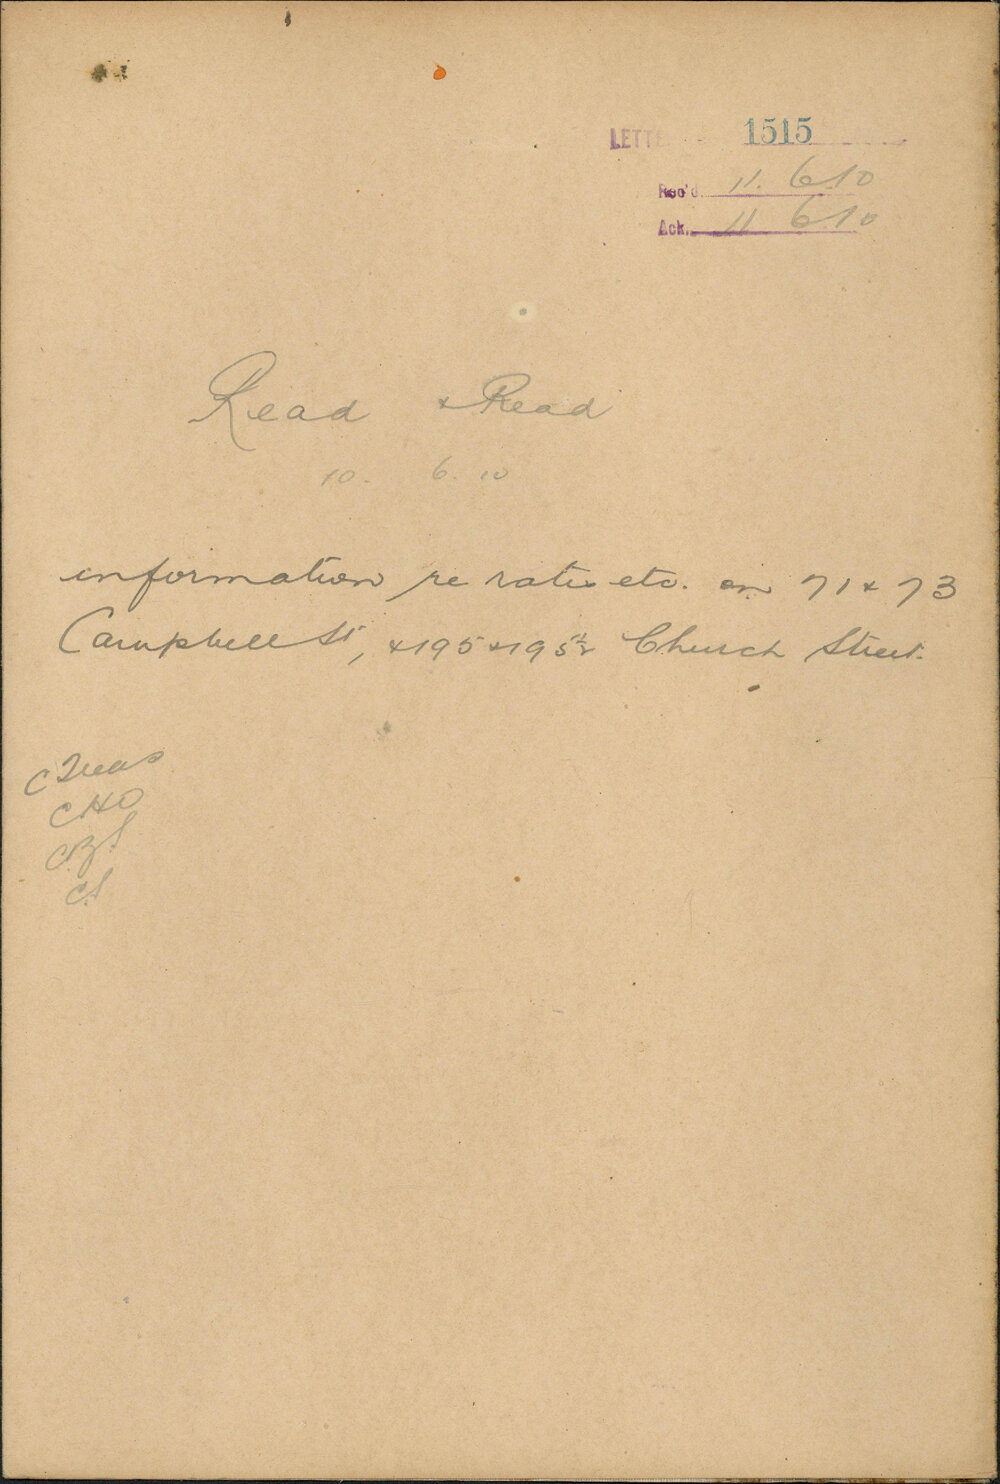 LETTE 1515
Rec'd 11. 6.10
Ack. 11 6 10
Read & Read
10. 6. 10
information re rates etc. on 71 & 73
Campbell St, & 195 & 195½ Church Street.
C Treas
CHO
CBS
CS